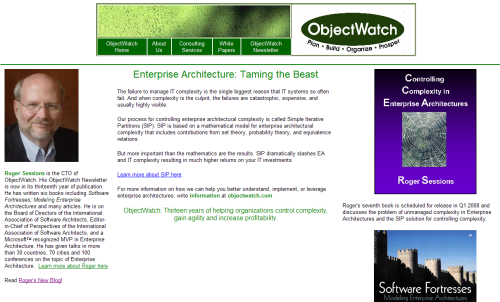 ObjectWatch
Plan • Build • Organize • Prosper
ObjectWatch
Home
About
Us
Consulting
Services
White
Papers
ObjectWatch
Newsletter
Enterprise Architecture: Taming the Beast
The failure to manage IT complexity is the single biggest reason that IT systems so often
fail. And when complexity is the culprit, the failures are catastrophic, expensive, and
usually highly visible.
Our process for controlling enterprise architectural complexity is called Simple Iterative
Partitions (SIP). SIP is based on a mathematical model for enterprise architectural
complexity that includes contributions from set theory, probability theory, and equivalence
relations.
But more important than the mathematics are the results. SIP dramatically slashes EA
and IT complexity resulting in much higher returns on your IT investments.
Learn more about SIP here.
For more information on how we can help you better understand, implement, or leverage
enterprise architectures, write information at objectwatch.com
ObjectWatch: Thirteen years of helping organizations control complexity,
gain agility and increase profitability.
Roger Sessions is the CTO of
ObjectWatch. His ObjectWatch Newsletter
is now in its thirteenth year of publication.
He has written six books including Software
Fortresses, Modeling Enterprise
Architectures and many articles. He is on
the Board of Directors of the International
Association of Software Architects, Editor-
in-Chief of Perspectives of the International
Association of Software Architects, and a
Microsoft™ recognized MVP in Enterprise
Architecture. He has given talks in more
than 30 countries, 70 cities and 100
conferences on the topic of Enterprise
Architecture. Learn more about Roger here
Read Roger's New Blog!
Controlling
Complexity in
Enterprise Architectures
Roger Sessions
Roger's seventh book is scheduled for release in Q1 2008 and
discusses the problem of unmanaged complexity in Enterprise
Architectures and the SIP solution for controlling complexity.
Software Fortresses
Modeling Enterprise Architectures